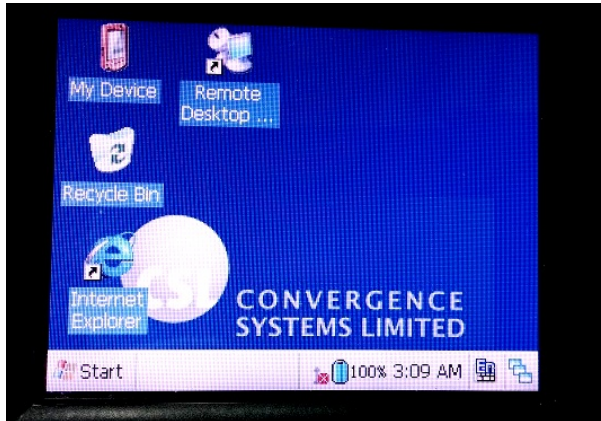 My Device
Remote
Desktop ...
Recycle Bin
Internet
Explorer
CSL
CONVERGENCE
SYSTEMS LIMITED
Start
100% 3:09 AM